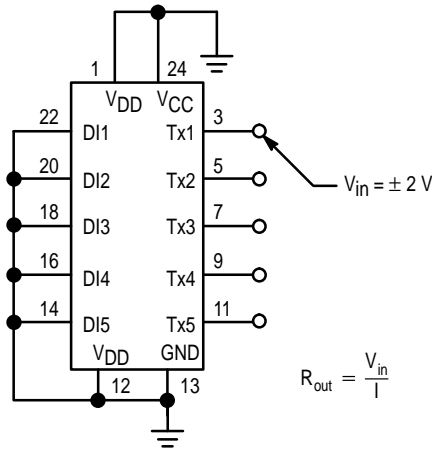 1 24
V_DD V_CC
22 DI1 Tx1 3
20 DI2 Tx2 5
V_in = ± 2 V
18 DI3 Tx3 7
16 DI4 Tx4 9
14 DI5 Tx5 11
V_DD GND
12 13
R_out = V_in / I